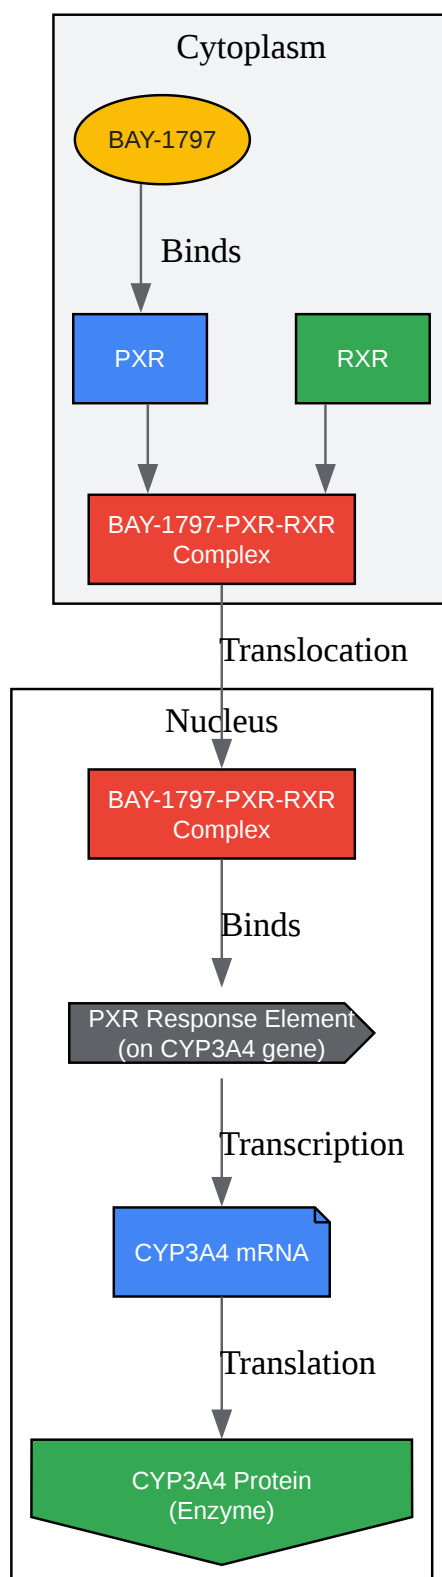 Cytoplasm
BAY-1797
Binds
PXR
RXR
BAY-1797-PXR-RXR
Complex
Translocation
Nucleus
BAY-1797-PXR-RXR
Complex
Binds
PXR Response Element
(on CYP3A4 gene)
Transcription
CYP3A4 mRNA
Translation
CYP3A4 Protein
(Enzyme)